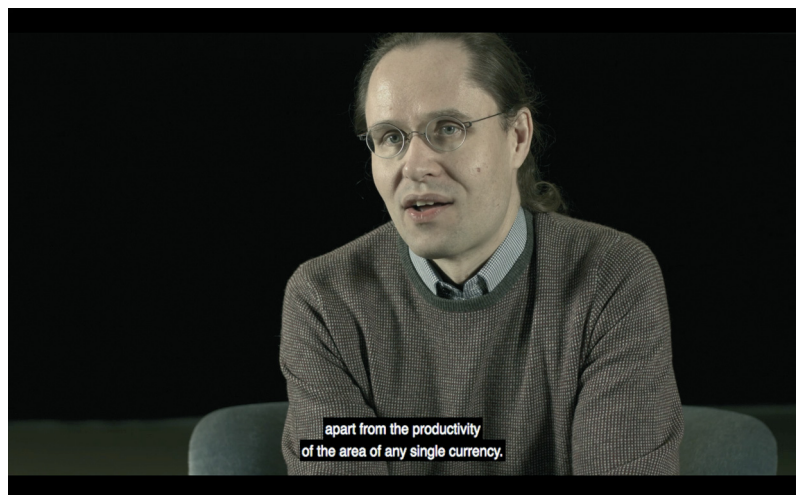 apart from the productivity
of the area of any single currency.